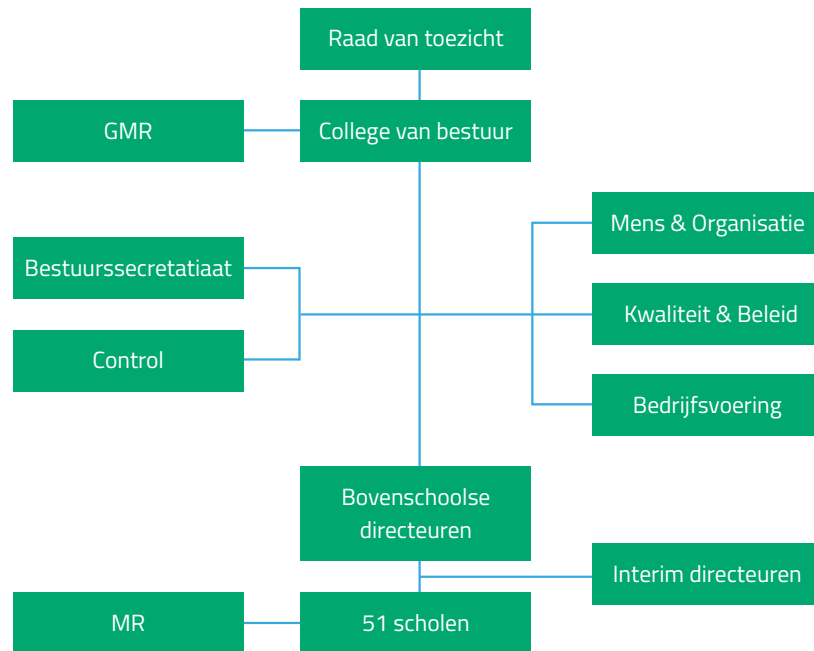 Raad van toezicht
GMR
College van bestuur
Mens & Organisatie
Bestuurssecretatiaat
Kwaliteit & Beleid
Control
Bedrijfsvoering
Bovenschoolse
directeuren
Interim directeuren
MR
51 scholen